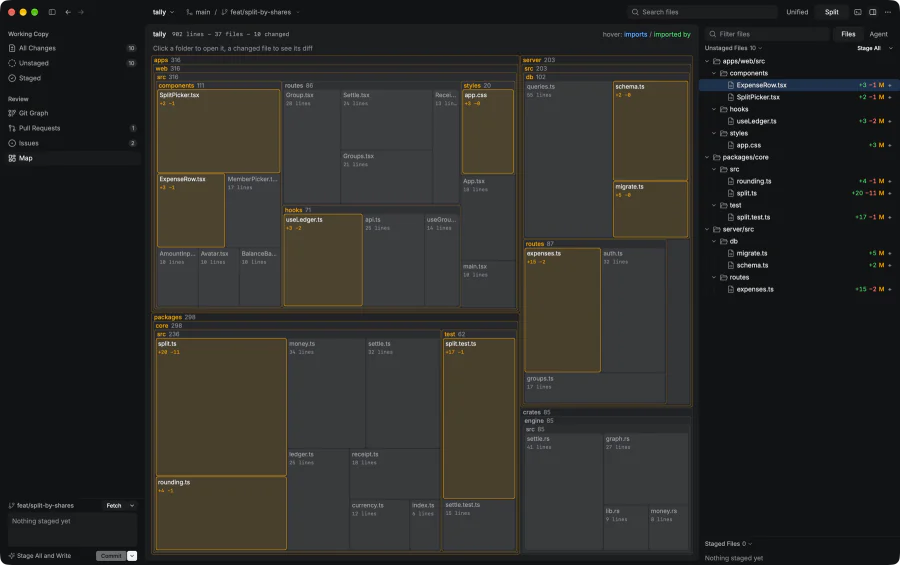 tally
main / feat/split-by-shares
Search files
Unified
Split
Working Copy
All Changes 10
Unstaged 10
Staged
Review
Git Graph
Pull Requests 1
Issues 2
Map
feat/split-by-shares
Fetch
Nothing staged yet
Stage All and Write
Commit
tally 902 lines – 37 files – 10 changed
hover: imports / imported by
Click a folder to open it, a changed file to see its diff
apps 316
web 316
src 316
components 111
SplitPicker.tsx
+2 -1
ExpenseRow.tsx
+3 -1
MemberPicker.t...
17 lines
AmountInp...
10 lines
Avatar.tsx
10 lines
BalanceBa...
10 lines
routes 86
Group.tsx
28 lines
Settle.tsx
24 lines
Recei...
13 lin...
Groups.tsx
21 lines
hooks 71
useLedger.ts
+3 -2
api.ts
25 lines
useGrou...
14 lines
styles 20
app.css
+3 -0
App.tsx
10 lines
main.tsx
10 lines
packages 298
core 298
src 236
split.ts
+20 -11
rounding.ts
+4 -1
money.ts
34 lines
settle.ts
32 lines
ledger.ts
25 lines
receipt.ts
18 lines
currency.ts
12 lines
index.ts
6 lines
test 62
split.test.ts
+17 -1
settle.test.ts
server 203
src 203
db 102
queries.ts
schema.ts
+2 -0
migrate.ts
+5 -0
routes 87
expenses.ts
+15 -2
auth.ts
groups.ts
17 lines
crates 85
engine 85
src 85
settle.rs
41 lines
graph.rs
27 lines
lib.rs
9 lines
money.rs
8 lines
Filter files
Files
Agent
Unstaged Files 10
Stage All
apps/web/src
components
ExpenseRow.tsx +3 −1 M +
SplitPicker.tsx +2 −1 M +
hooks
useLedger.ts +3 −2 M +
styles
app.css +3 M +
packages/core
src
rounding.ts +4 −1 M +
split.ts +20 −11 M +
test
split.test.ts +17 −1 M +
server/src
db
migrate.ts +5 M +
schema.ts +2 M +
routes
expenses.ts +15 −2 M +
Staged Files 0
Nothing staged yet